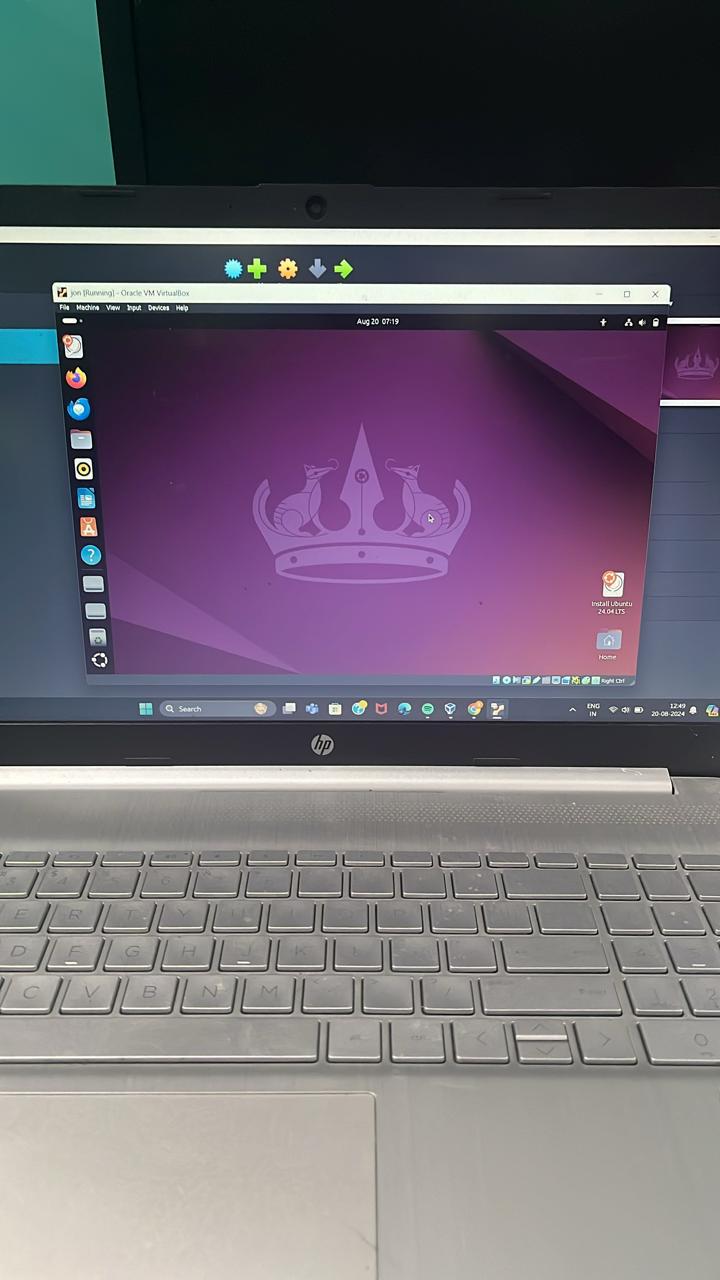 jon [Running] - Oracle VM VirtualBox
File Machine View Input Devices Help
Aug 20 07:19
?
Install Ubuntu
24.04 LTS
Home
Right Ctrl
Search
ENG
IN
12:49
20-08-2024
hp
E R T Y U I O P
D F G H J K L
C V B N M